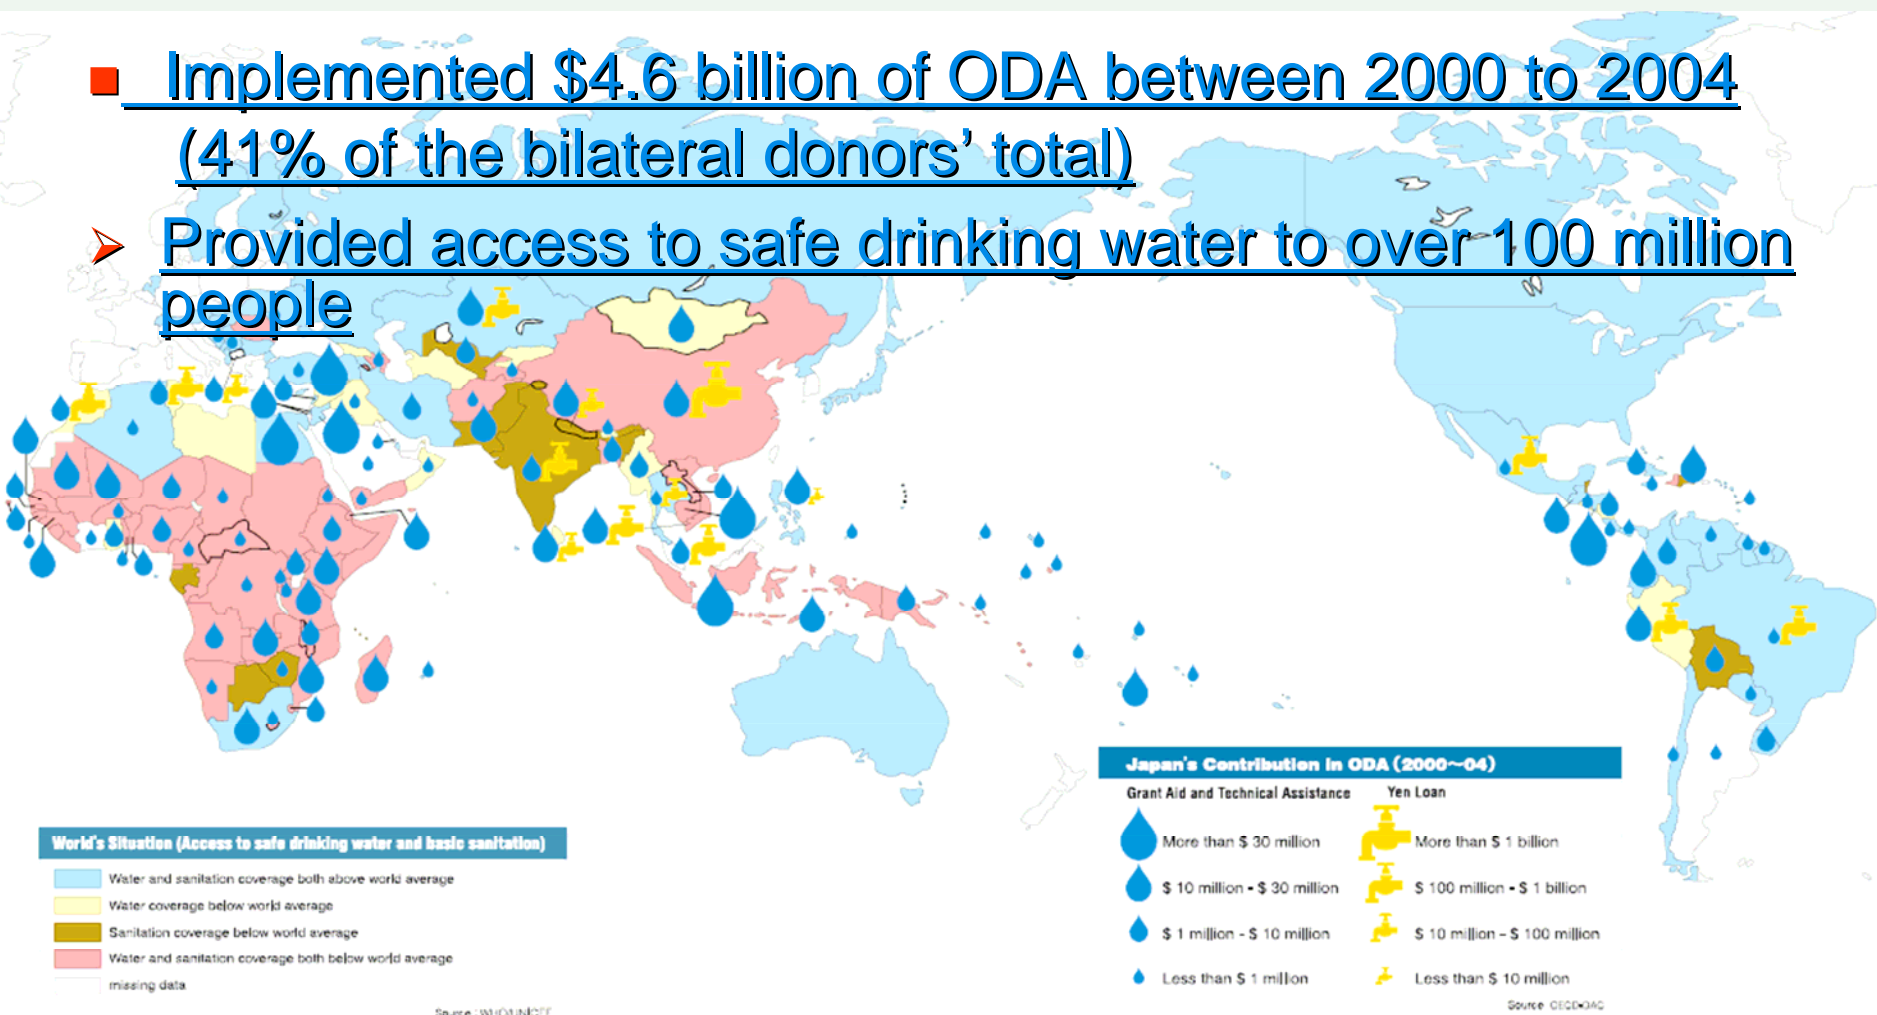 Implemented $4.6 billion of ODA between 2000 to 2004
(41% of the bilateral donors’ total)
Provided access to safe drinking water to over 100 million
people
Japan's Contribution in ODA (2000〜04)
Grant Aid and Technical Assistance Yen Loan
More than $ 30 million More than $ 1 billion
$ 10 million - $ 30 million $ 100 million - $ 1 billion
$ 1 million - $ 10 million $ 10 million - $ 100 million
Less than $ 1 million Less than $ 10 million
Source OECD•DAC
World's Situation (Access to safe drinking water and basic sanitation)
Water and sanitation coverage both above world average
Water coverage below world average
Sanitation coverage below world average
Water and sanitation coverage both below world average
missing data
Source : WHO/UNICEF